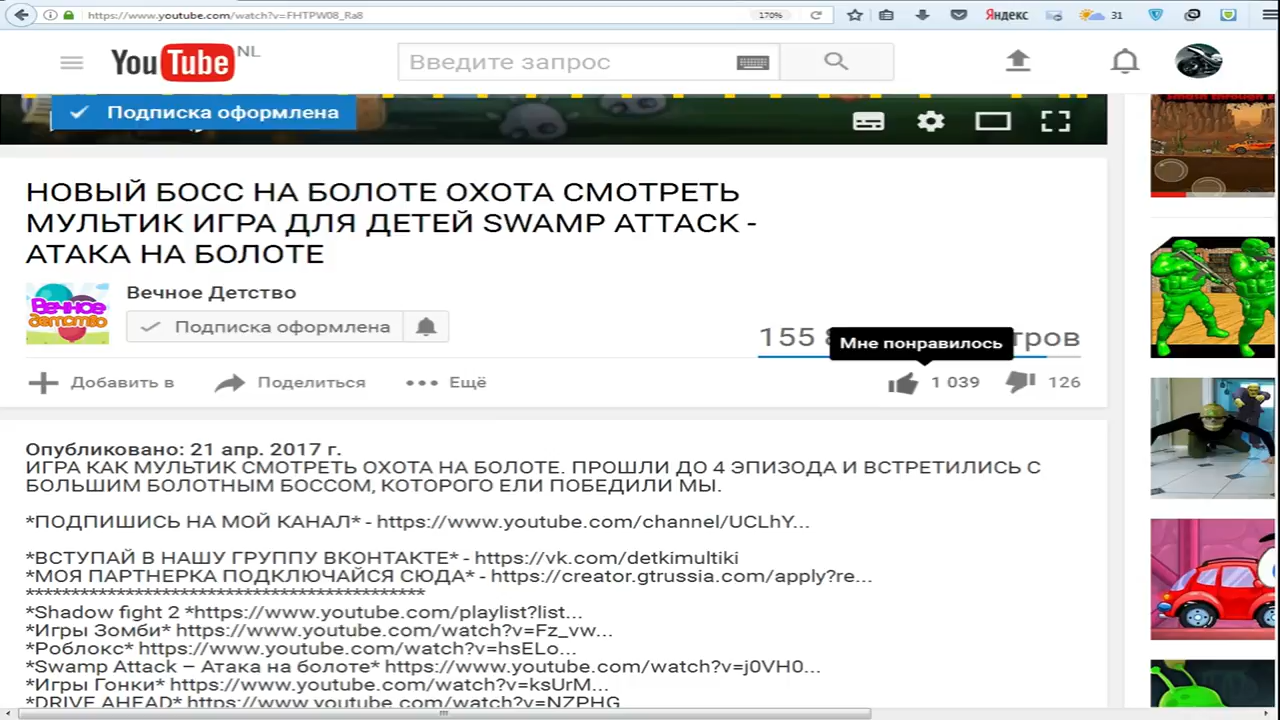 https://www.youtube.com/watch?v=FHTPW08_Ra8
170%
Яндекс
31
YouTube NL
Введите запрос
Подписка оформлена
НОВЫЙ БОСС НА БОЛОТЕ ОХОТА СМОТРЕТЬ
МУЛЬТИК ИГРА ДЛЯ ДЕТЕЙ SWAMP ATTACK -
АТАКА НА БОЛОТЕ
Вечное Детство
Вечное
детство
Подписка оформлена
155
Мне понравилось
Добавить в
Поделиться
Ещё
1 039
126
Опубликовано: 21 апр. 2017 г.
ИГРА КАК МУЛЬТИК СМОТРЕТЬ ОХОТА НА БОЛОТЕ. ПРОШЛИ ДО 4 ЭПИЗОДА И ВСТРЕТИЛИСЬ С
БОЛЬШИМ БОЛОТНЫМ БОССОМ, КОТОРОГО ЕЛИ ПОБЕДИЛИ МЫ.
*ПОДПИШИСЬ НА МОЙ КАНАЛ* - https://www.youtube.com/channel/UCLhY...
*ВСТУПАЙ В НАШУ ГРУППУ ВКОНТАКТЕ* - https://vk.com/detkimultiki
*МОЯ ПАРТНЕРКА ПОДКЛЮЧАЙСЯ СЮДА* - https://creator.gtrussia.com/apply?re...
******************************************
*Shadow fight 2 *https://www.youtube.com/playlist?list...
*Игры Зомби* https://www.youtube.com/watch?v=Fz_vw...
*Роблокс* https://www.youtube.com/watch?v=hsELo...
*Swamp Attack – Атака на болоте* https://www.youtube.com/watch?v=j0VH0...
*Игры Гонки* https://www.youtube.com/watch?v=ksUrM...
*DRIVE AHEAD* https://www.youtube.com/watch?v=NZPHG